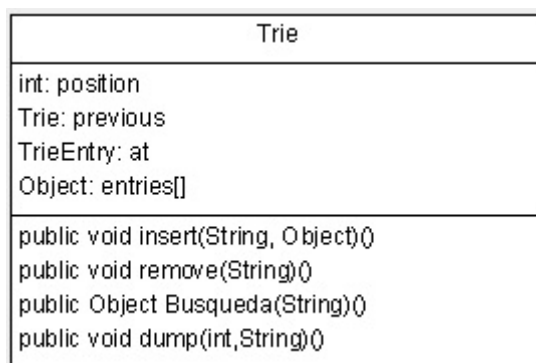 Trie
int: position
Trie: previous
TrieEntry: at
Object: entries[]
public void insert(String, Object)()
public void remove(String)()
public Object Busqueda(String)()
public void dump(int,String)()